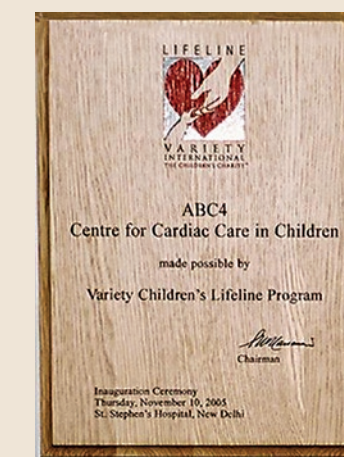 LIFELINE
VARIETY
INTERNATIONAL
THE CHILDREN'S CHARITY
ABC4
Centre for Cardiac Care in Children
made possible by
Variety Children's Lifeline Program
Chairman
Inauguration Ceremony
Thursday, November 10, 2005
St. Stephen's Hospital, New Delhi